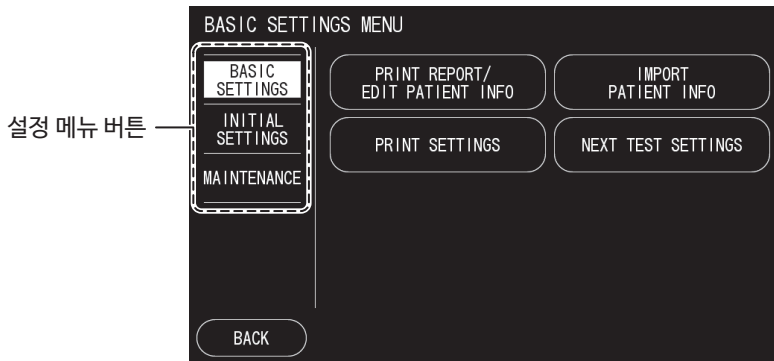 BASIC SETTINGS MENU
BASIC
SETTINGS
PRINT REPORT/
EDIT PATIENT INFO
IMPORT
PATIENT INFO
설정 메뉴 버튼
INITIAL
SETTINGS
PRINT SETTINGS
NEXT TEST SETTINGS
MAINTENANCE
BACK